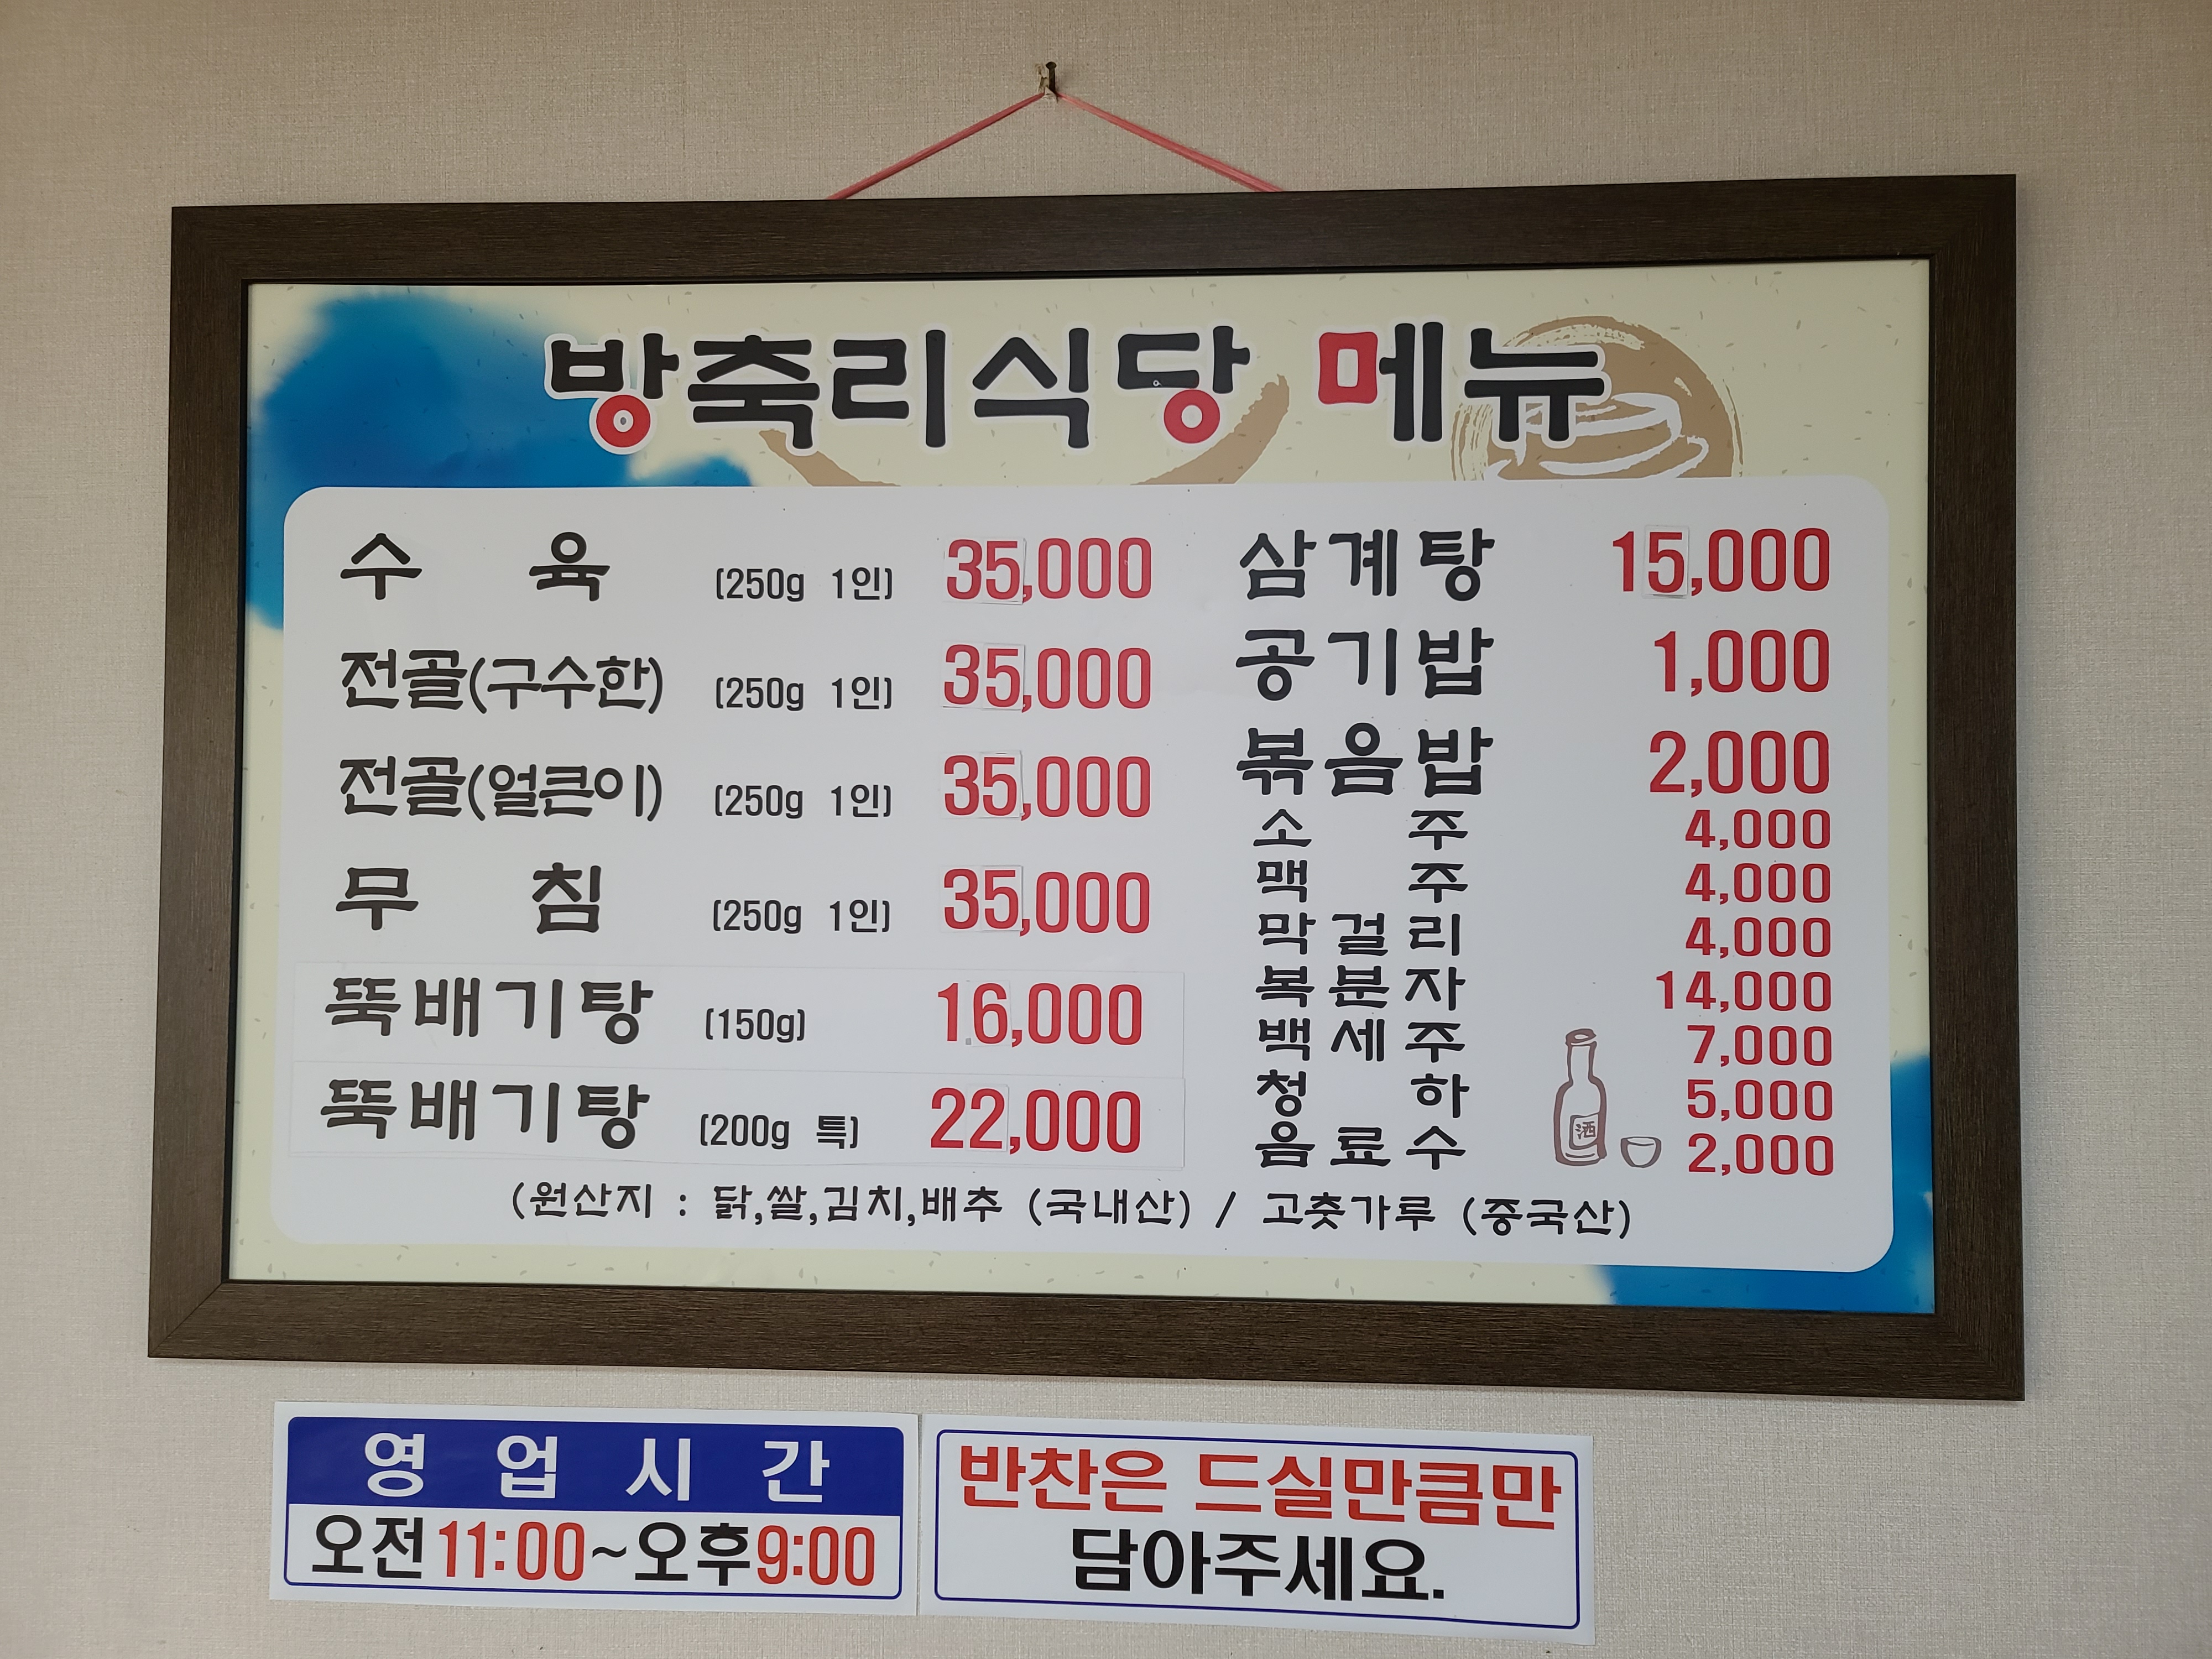 방축리식당 메뉴
수 육 (250g 1인) 35,000
전골(구수한) (250g 1인) 35,000
전골(얼큰이) (250g 1인) 35,000
무 침 (250g 1인) 35,000
뚝배기탕 (150g) 16,000
뚝배기탕 (200g 특) 22,000
삼계탕 15,000
공기밥 1,000
볶음밥 2,000
소 주 4,000
맥 주 4,000
막걸리 4,000
복분자 14,000
백세주 7,000
청 하 5,000
음료수 2,000
酒
(원산지 : 닭,쌀,김치,배추 (국내산) / 고춧가루 (중국산)
영 업 시 간
오전11:00~오후9:00
반찬은 드실만큼만
담아주세요.